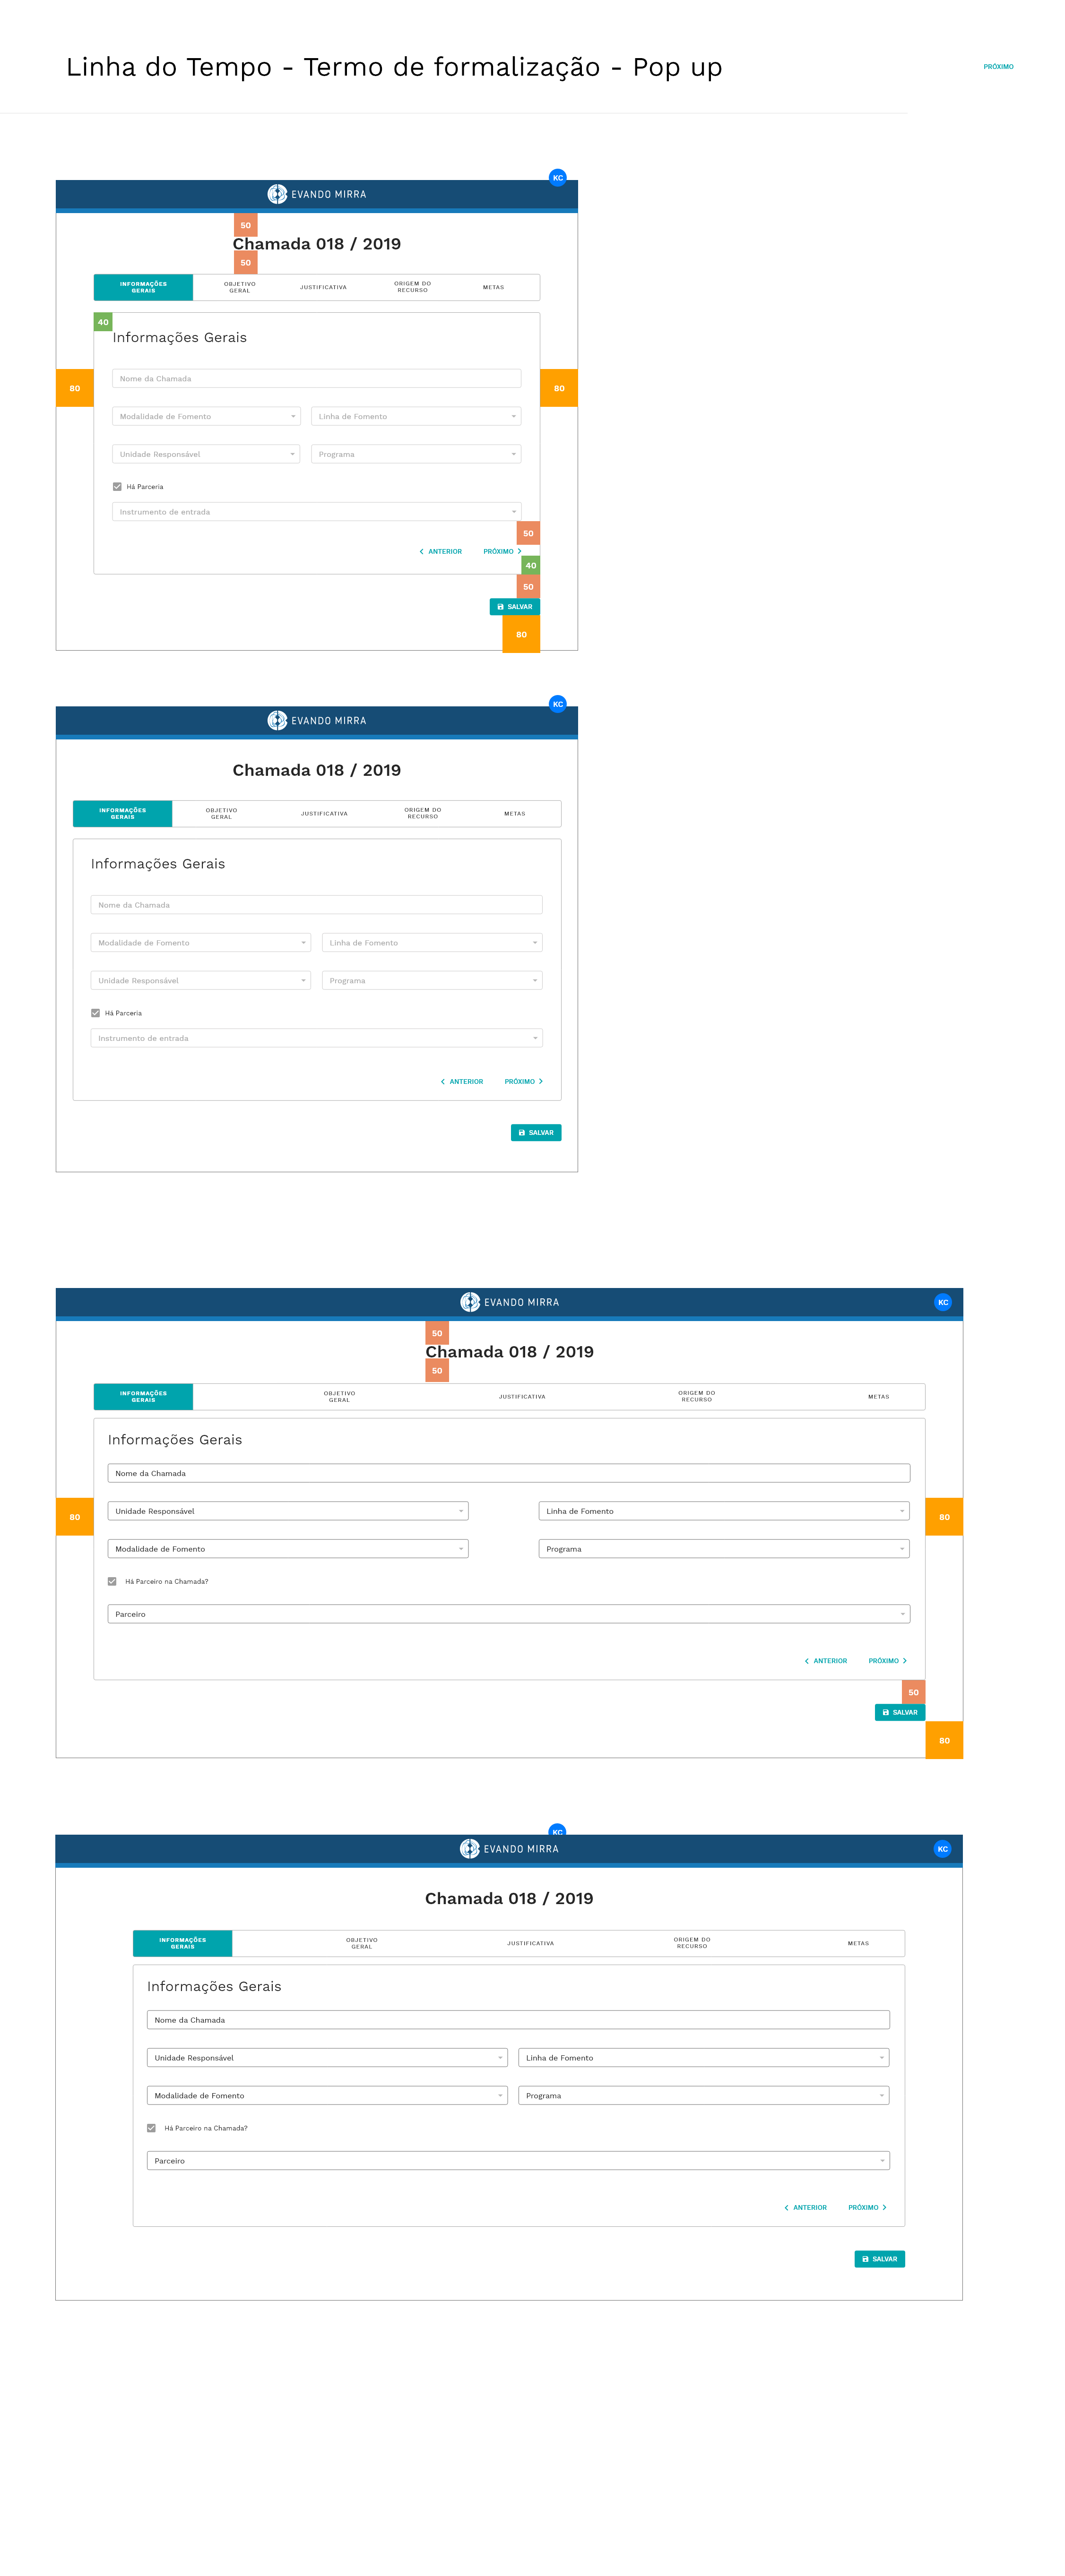 Linha do Tempo - Termo de formalização - Pop up
PRÓXIMO
KC
EVANDO MIRRA
50
Chamada 018 / 2019
50
INFORMAÇÕES GERAIS
OBJETIVO GERAL
JUSTIFICATIVA
ORIGEM DO RECURSO
METAS
40
Informações Gerais
Nome da Chamada
80
80
Modalidade de Fomento
Linha de Fomento
Unidade Responsável
Programa
Há Parceria
Instrumento de entrada
50
ANTERIOR
PRÓXIMO
40
50
SALVAR
80
KC
EVANDO MIRRA
Chamada 018 / 2019
INFORMAÇÕES GERAIS
OBJETIVO GERAL
JUSTIFICATIVA
ORIGEM DO RECURSO
METAS
Informações Gerais
Nome da Chamada
Modalidade de Fomento
Linha de Fomento
Unidade Responsável
Programa
Há Parceria
Instrumento de entrada
ANTERIOR
PRÓXIMO
SALVAR
EVANDO MIRRA
KC
50
Chamada 018 / 2019
50
INFORMAÇÕES GERAIS
OBJETIVO GERAL
JUSTIFICATIVA
ORIGEM DO RECURSO
METAS
Informações Gerais
Nome da Chamada
80
Unidade Responsável
Linha de Fomento
80
Modalidade de Fomento
Programa
Há Parceiro na Chamada?
Parceiro
ANTERIOR
PRÓXIMO
50
SALVAR
80
KC
EVANDO MIRRA
KC
Chamada 018 / 2019
INFORMAÇÕES GERAIS
OBJETIVO GERAL
JUSTIFICATIVA
ORIGEM DO RECURSO
METAS
Informações Gerais
Nome da Chamada
Unidade Responsável
Linha de Fomento
Modalidade de Fomento
Programa
Há Parceiro na Chamada?
Parceiro
ANTERIOR
PRÓXIMO
SALVAR